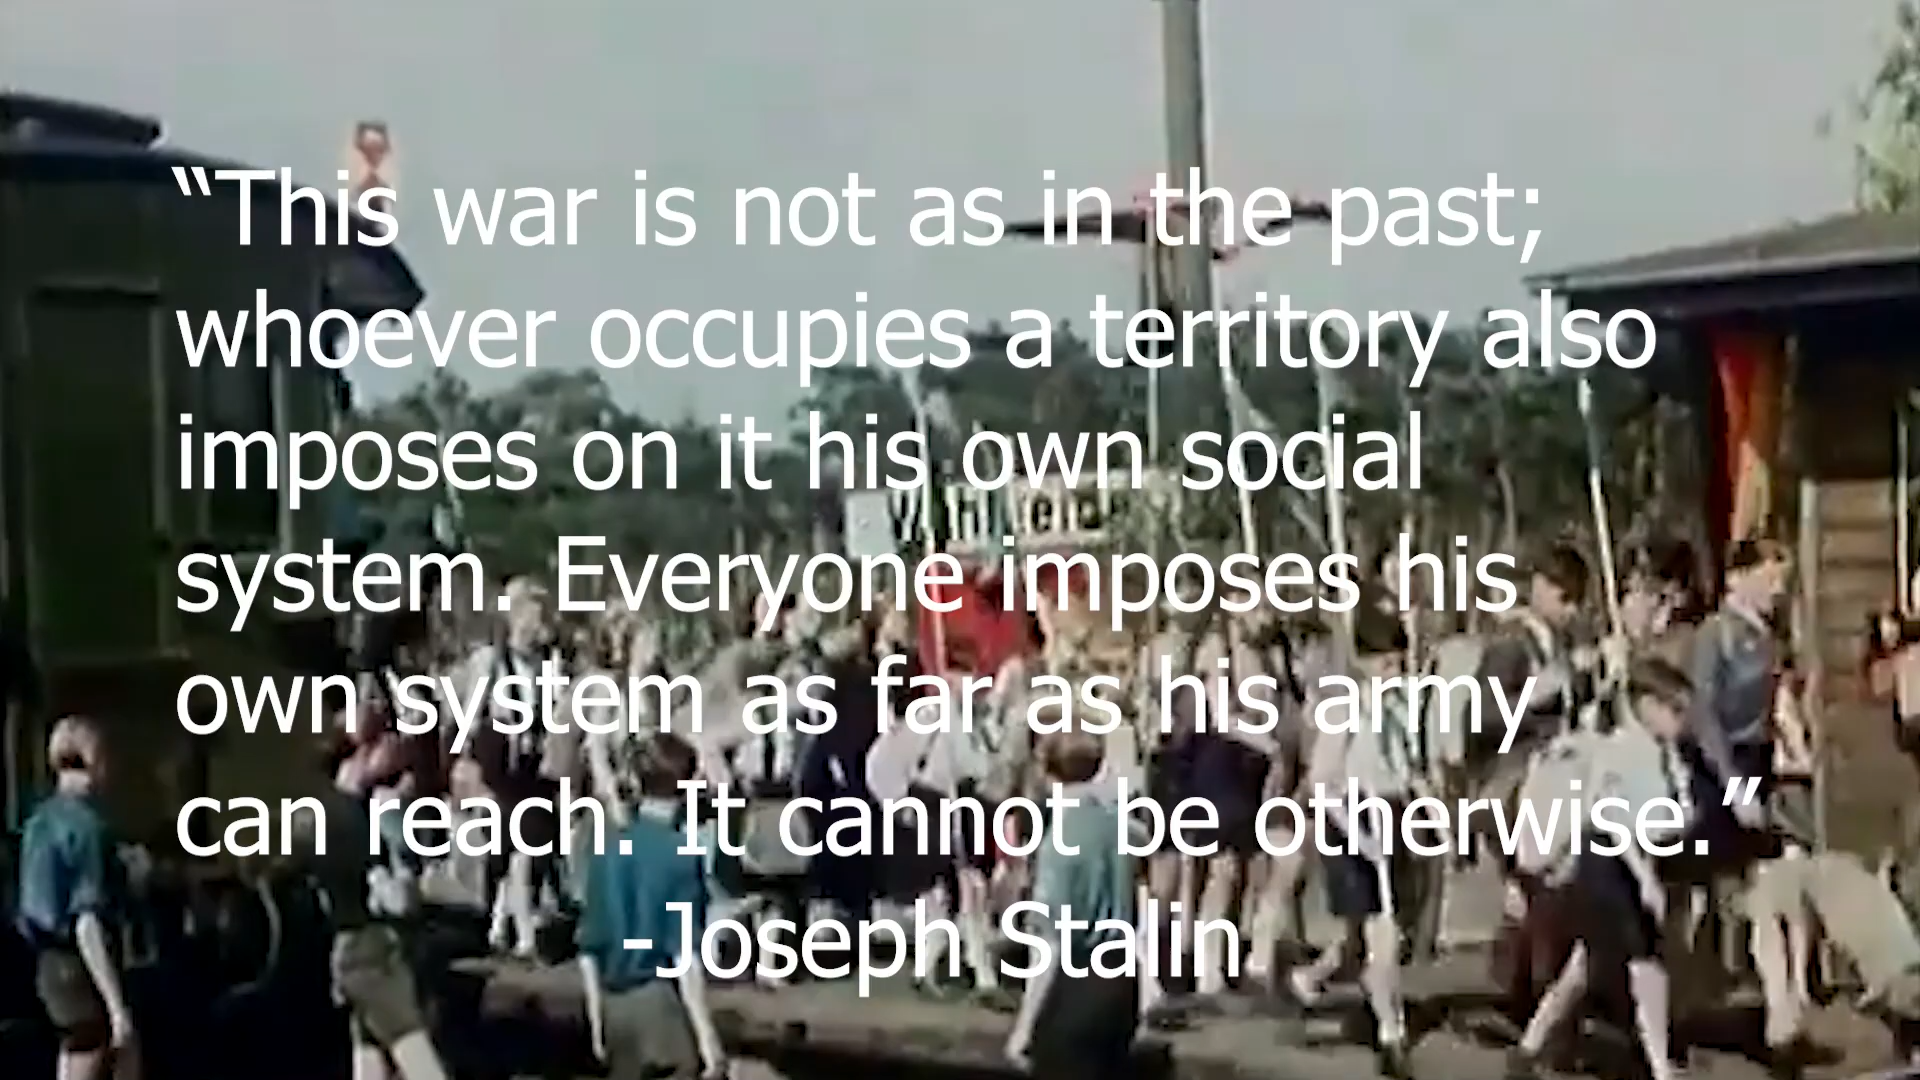 “This war is not as in the past;
whoever occupies a territory also
imposes on it his own social
system. Everyone imposes his
own system as far as his army
can reach. It cannot be otherwise.”
-Joseph Stalin